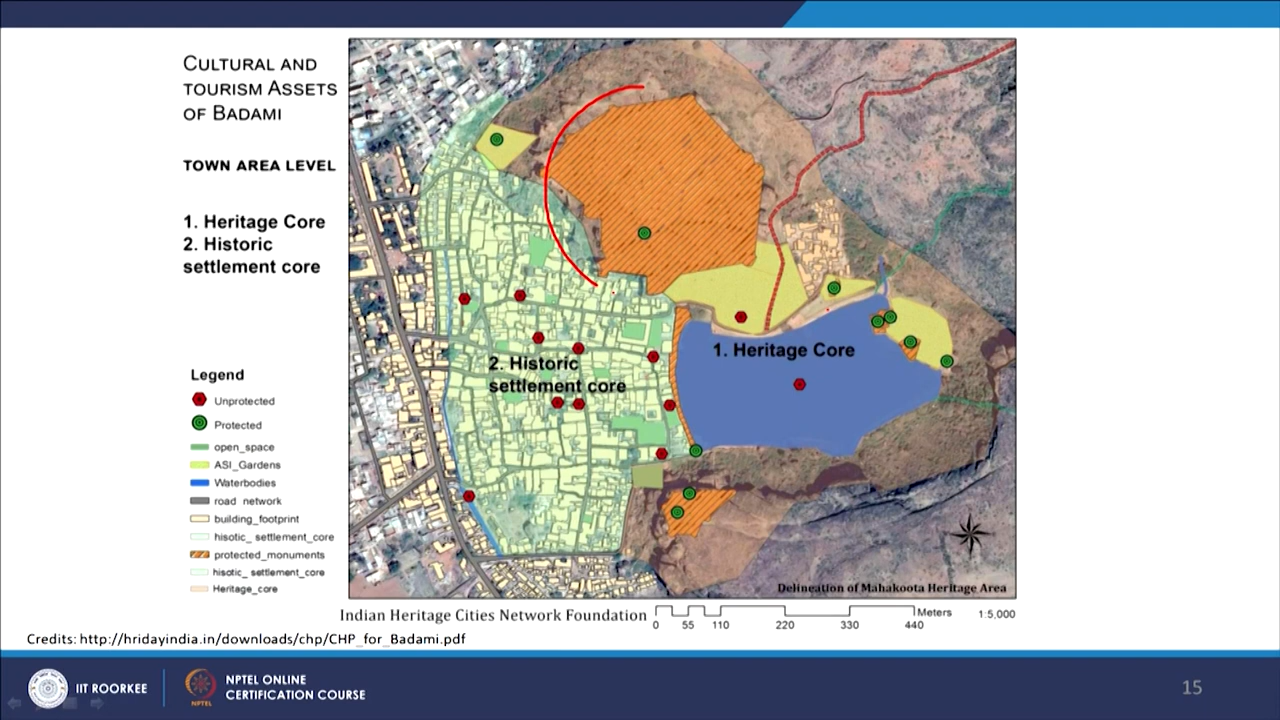 CULTURAL AND
TOURISM ASSETS
OF BADAMI
TOWN AREA LEVEL
1. Heritage Core
2. Historic
settlement core
Legend
Unprotected
Protected
open_space
ASI_Gardens
Waterbodies
road network
building_footprint
hisotic_ settlement_core
protected_monuments
hisotic_ settlement_core
Heritage_core
1. Heritage Core
2. Historic
settlement core
Delineation of Mahakoota Heritage Area
Indian Heritage Cities Network Foundation
Meters
0 55 110 220 330 440
1:5,000
Credits: http://hridayindia.in/downloads/chp/CHP_for_Badami.pdf
IIT ROORKEE
NPTEL
NPTEL ONLINE
CERTIFICATION COURSE
15